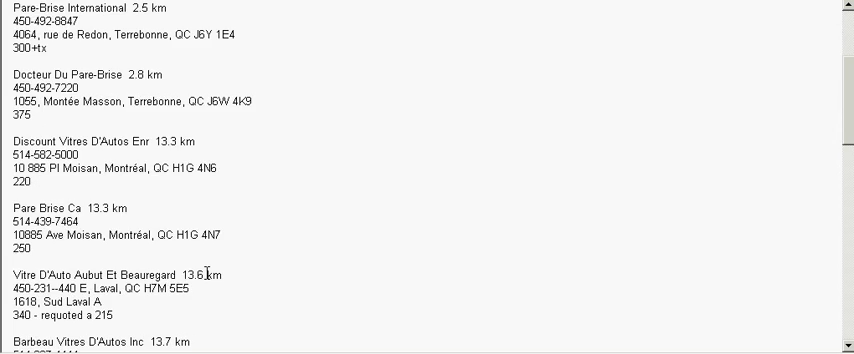 Pare-Brise International  2.5 km
450-492-8847
4064, rue de Redon, Terrebonne, QC J6Y 1E4
300+tx
Docteur Du Pare-Brise  2.8 km
450-492-7220
1055, Montée Masson, Terrebonne, QC J6W 4K9
375
Discount Vitres D'Autos Enr  13.3 km
514-582-5000
10 885 Pl Moisan, Montréal, QC H1G 4N6
220
Pare Brise Ca  13.3 km
514-439-7464
10885 Ave Moisan, Montréal, QC H1G 4N7
250
Vitre D'Auto Aubut Et Beauregard  13.6 km
450-231--440 E, Laval, QC H7M 5E5
1618, Sud Laval A
340 - requoted a 215
Barbeau Vitres D'Autos Inc  13.7 km